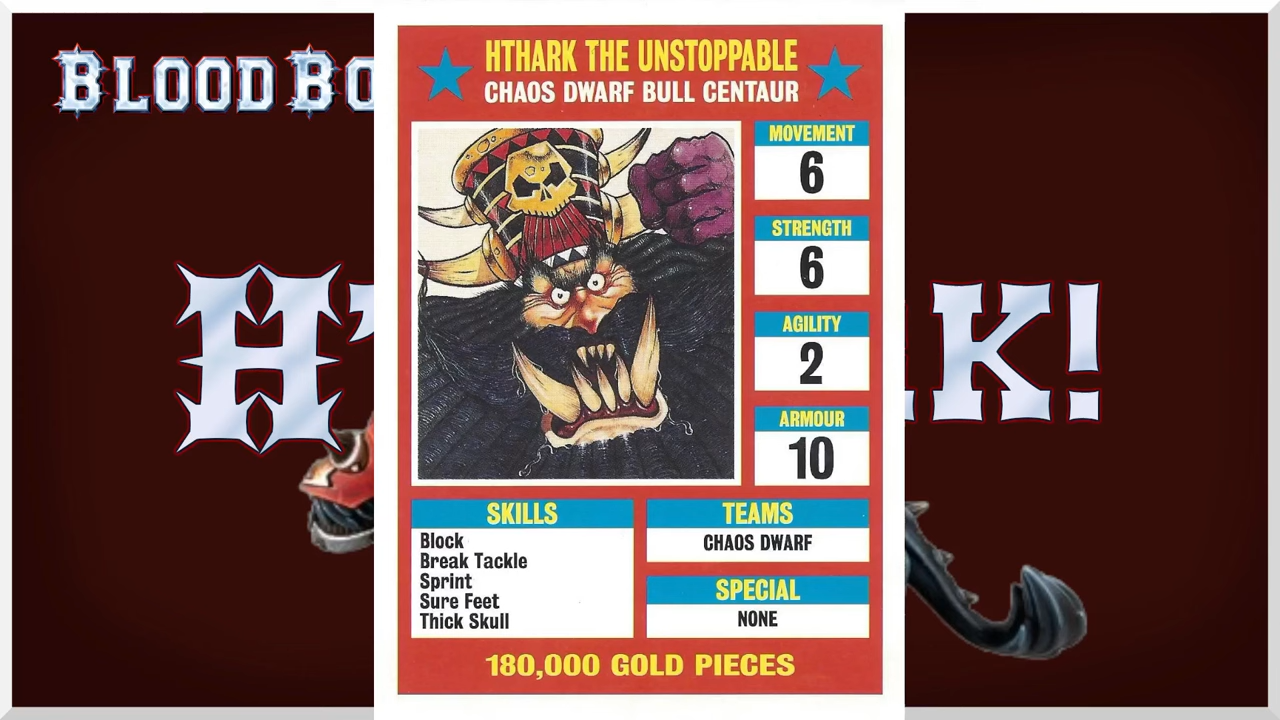 BLOOD BO
H'
K!
HTHARK THE UNSTOPPABLE
CHAOS DWARF BULL CENTAUR
MOVEMENT
6
STRENGTH
6
AGILITY
2
ARMOUR
10
SKILLS
Block
Break Tackle
Sprint
Sure Feet
Thick Skull
TEAMS
CHAOS DWARF
SPECIAL
NONE
180,000 GOLD PIECES